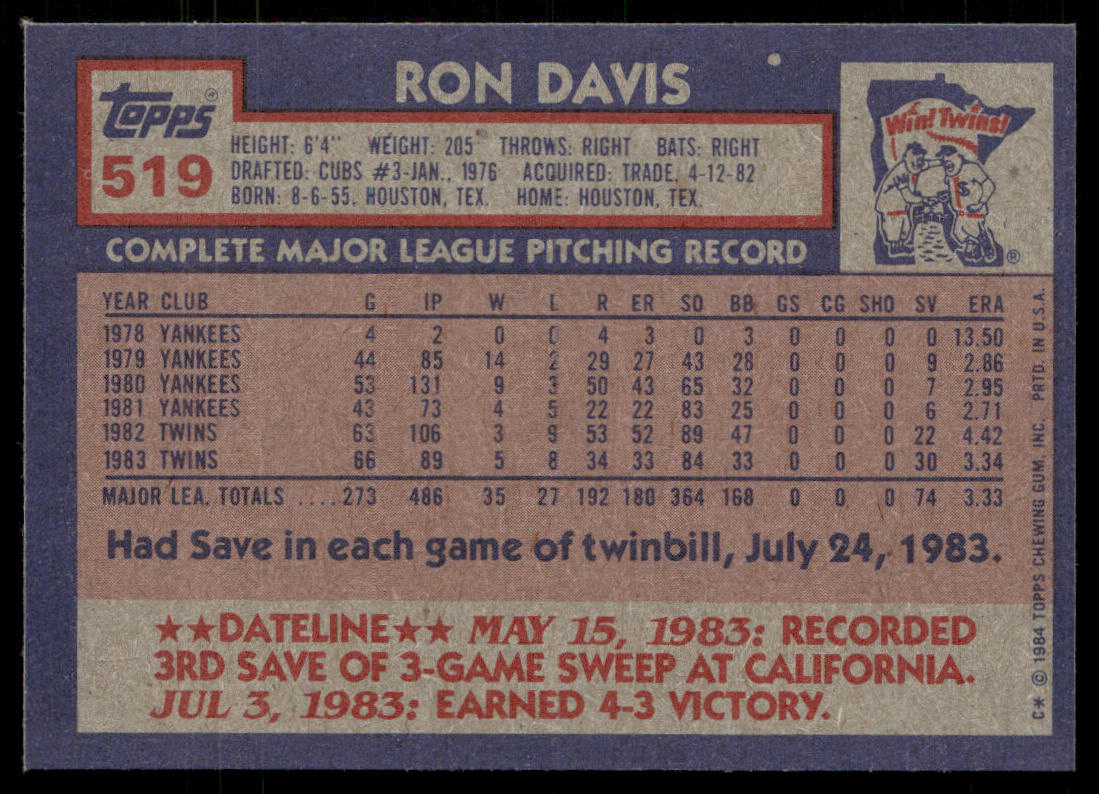 RON DAVIS
TOPPS®
519
HEIGHT: 6'4" WEIGHT: 205 THROWS: RIGHT BATS: RIGHT
DRAFTED: CUBS #3-JAN., 1976 ACQUIRED: TRADE, 4-12-82
BORN: 8-6-55, HOUSTON, TEX. HOME: HOUSTON, TEX.
Win! Twins!
®
COMPLETE MAJOR LEAGUE PITCHING RECORD
YEAR CLUB G IP W L R ER SO BB GS CG SHO SV ERA
1978 YANKEES 4 2 0 0 4 3 0 3 0 0 0 0 13.50
1979 YANKEES 44 85 14 2 29 27 43 28 0 0 0 9 2.86
1980 YANKEES 53 131 9 3 50 43 65 32 0 0 0 7 2.95
1981 YANKEES 43 73 4 5 22 22 83 25 0 0 0 6 2.71
1982 TWINS 63 106 3 9 53 52 89 47 0 0 0 22 4.42
1983 TWINS 66 89 5 8 34 33 84 33 0 0 0 30 3.34
MAJOR LEA. TOTALS ....273 486 35 27 192 180 364 168 0 0 0 74 3.33
Had Save in each game of twinbill, July 24, 1983.
★★DATELINE★★ MAY 15, 1983: RECORDED
3RD SAVE OF 3-GAME SWEEP AT CALIFORNIA.
JUL 3, 1983: EARNED 4-3 VICTORY.
C* © 1984 TOPPS CHEWING GUM, INC. PRTD. IN U.S.A.